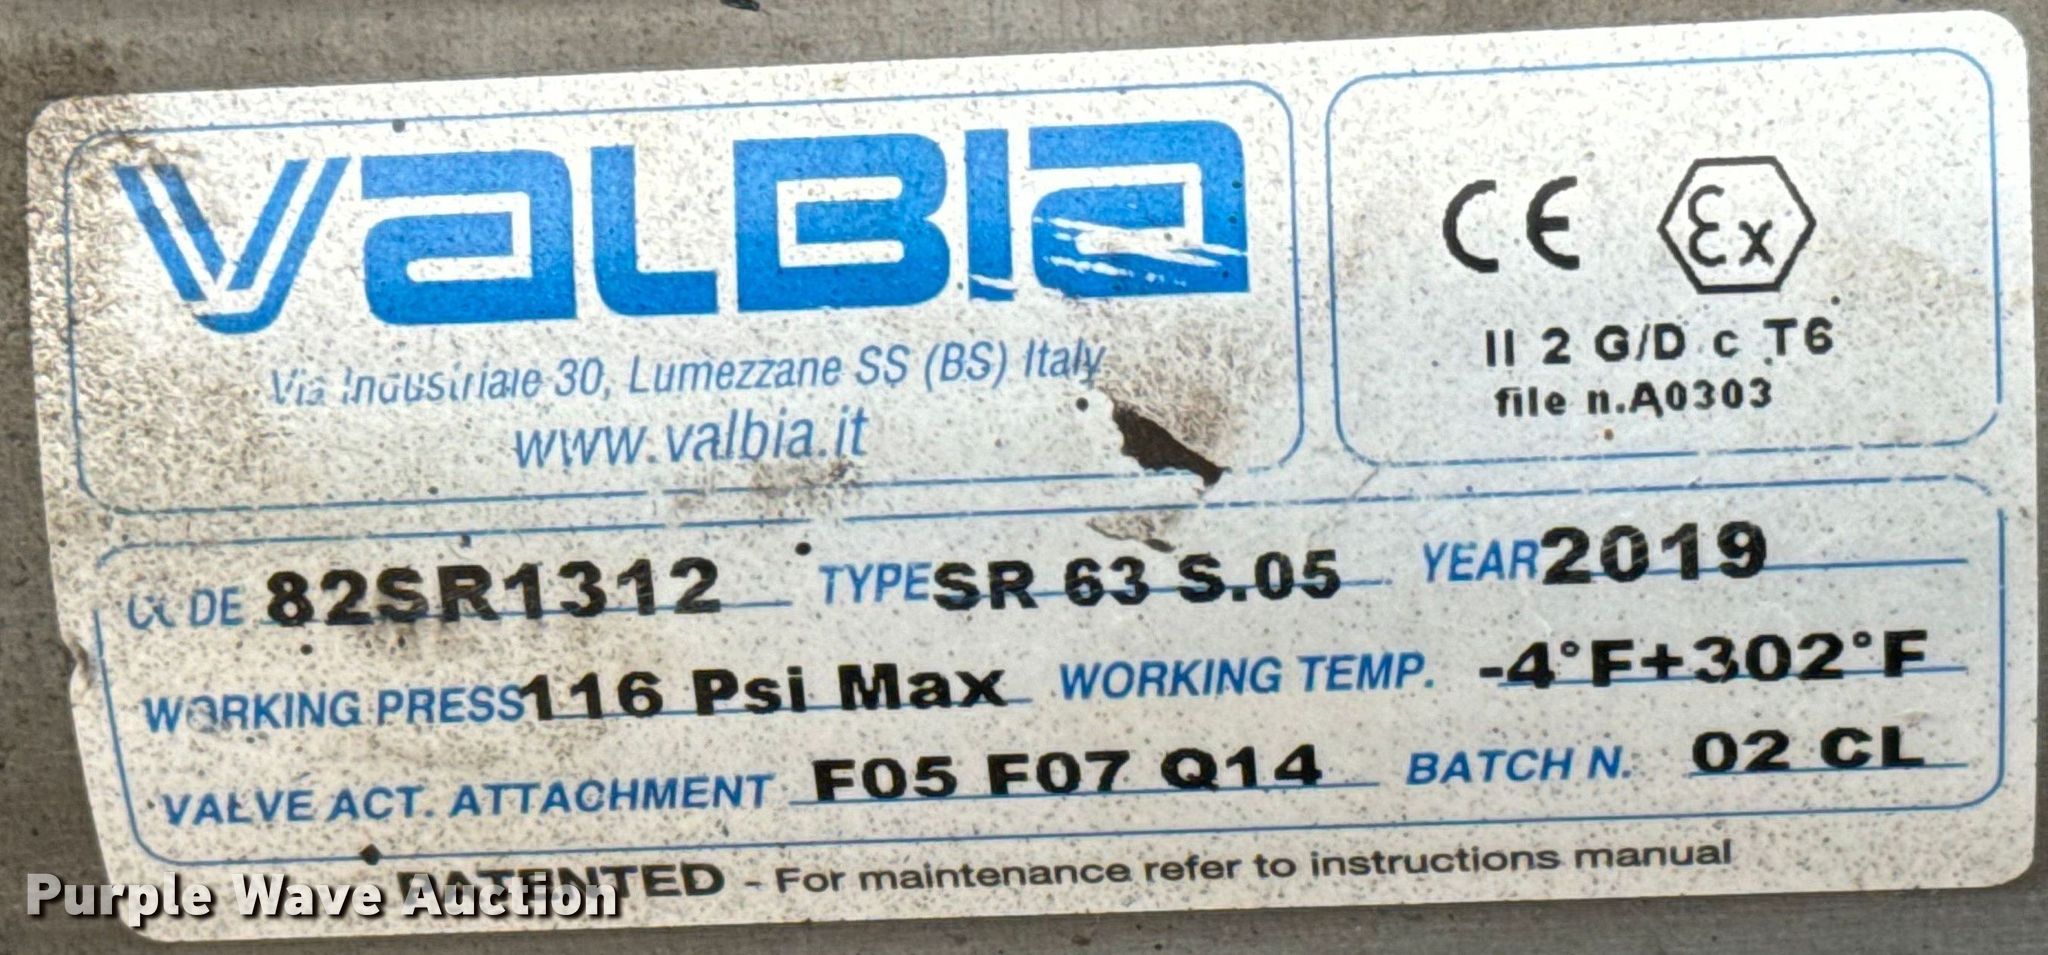 VALBIA
Via Industriale 30, Lumezzane SS (BS) Italy
www.valbia.it
CE Ex
II 2 G/D c T6
file n.A0303
CODE 82SR1312 TYPE SR 63 S.05 YEAR 2019
WORKING PRESS 116 Psi Max WORKING TEMP. -4°F+302°F
VALVE ACT. ATTACHMENT F05 F07 Q14 BATCH N. 02 CL
PATENTED - For maintenance refer to instructions manual
Purple Wave Auction